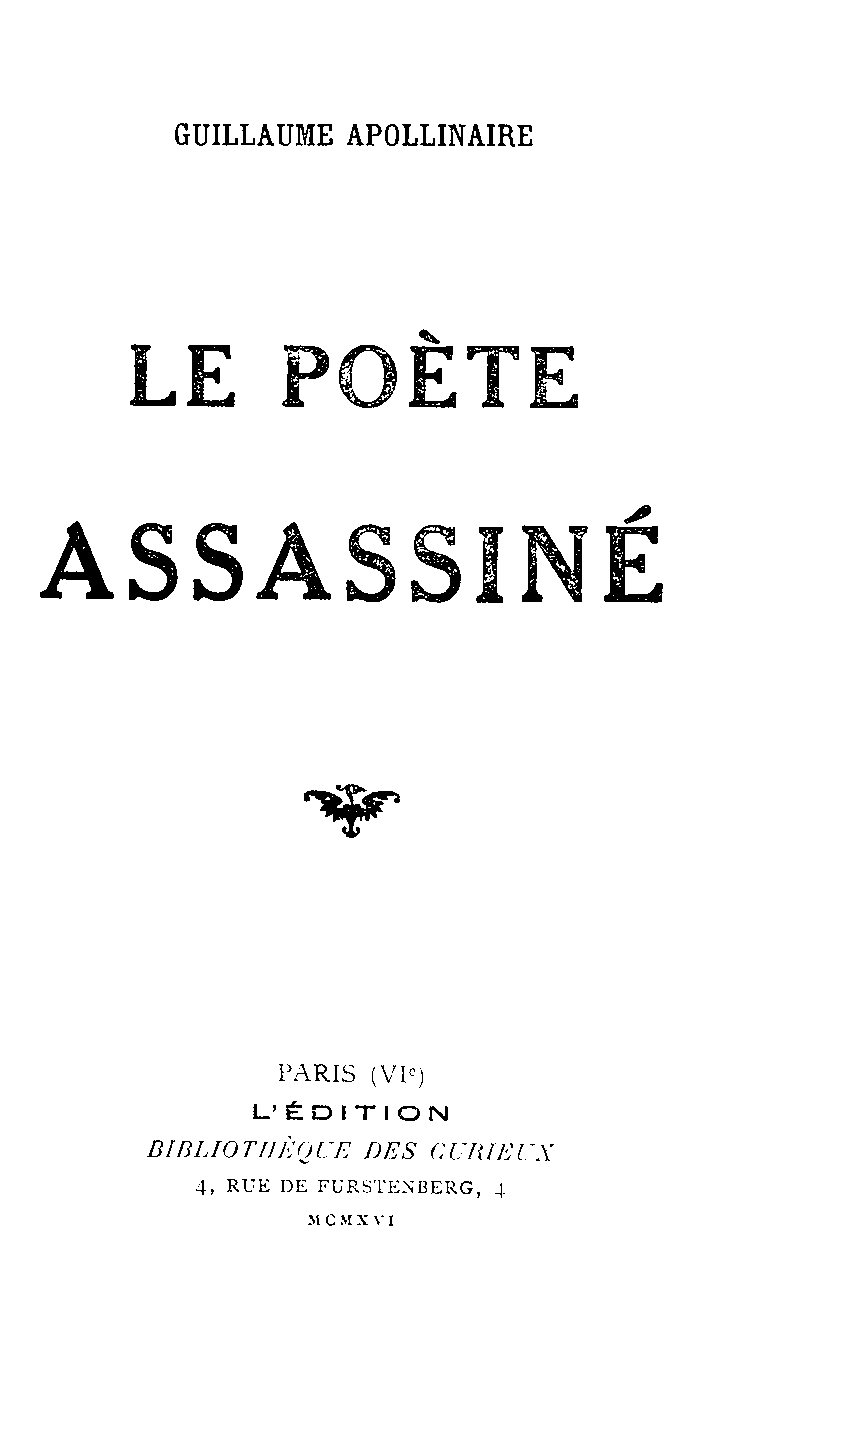 GUILLAUME APOLLINAIRE
LE POÈTE
ASSASSINÉ
PARIS (VIᵉ)
L'ÉDITION
BIBLIOTHÈQUE DES CURIEUX
4, RUE DE FURSTENBERG, 4
MCMXVI